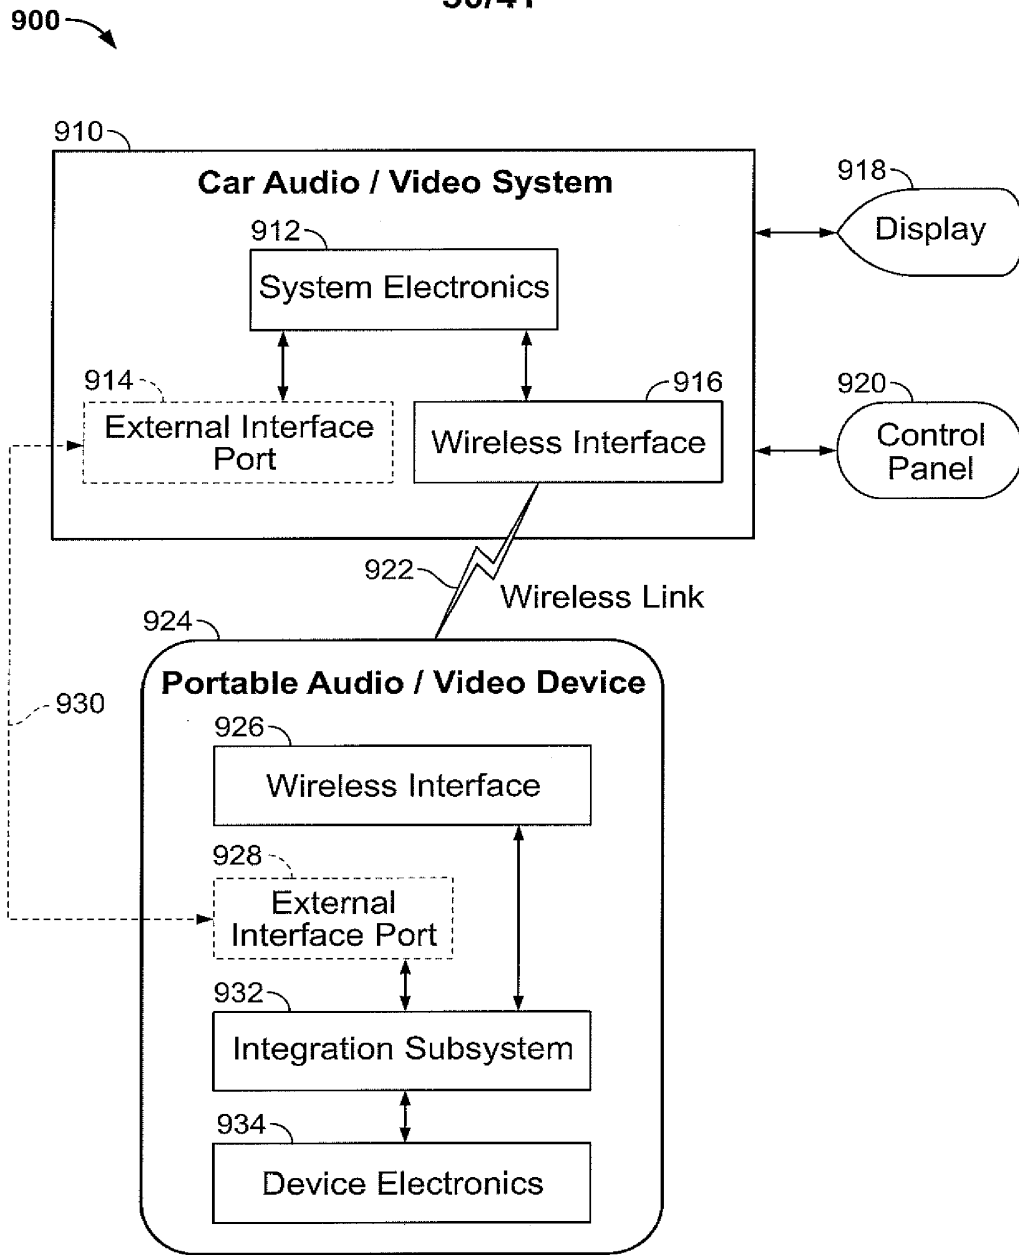 900
910
Car Audio / Video System
918
Display
912
System Electronics
914
External Interface
Port
916
Wireless Interface
920
Control
Panel
922
Wireless Link
924
Portable Audio / Video Device
930
926
Wireless Interface
928
External
Interface Port
932
Integration Subsystem
934
Device Electronics